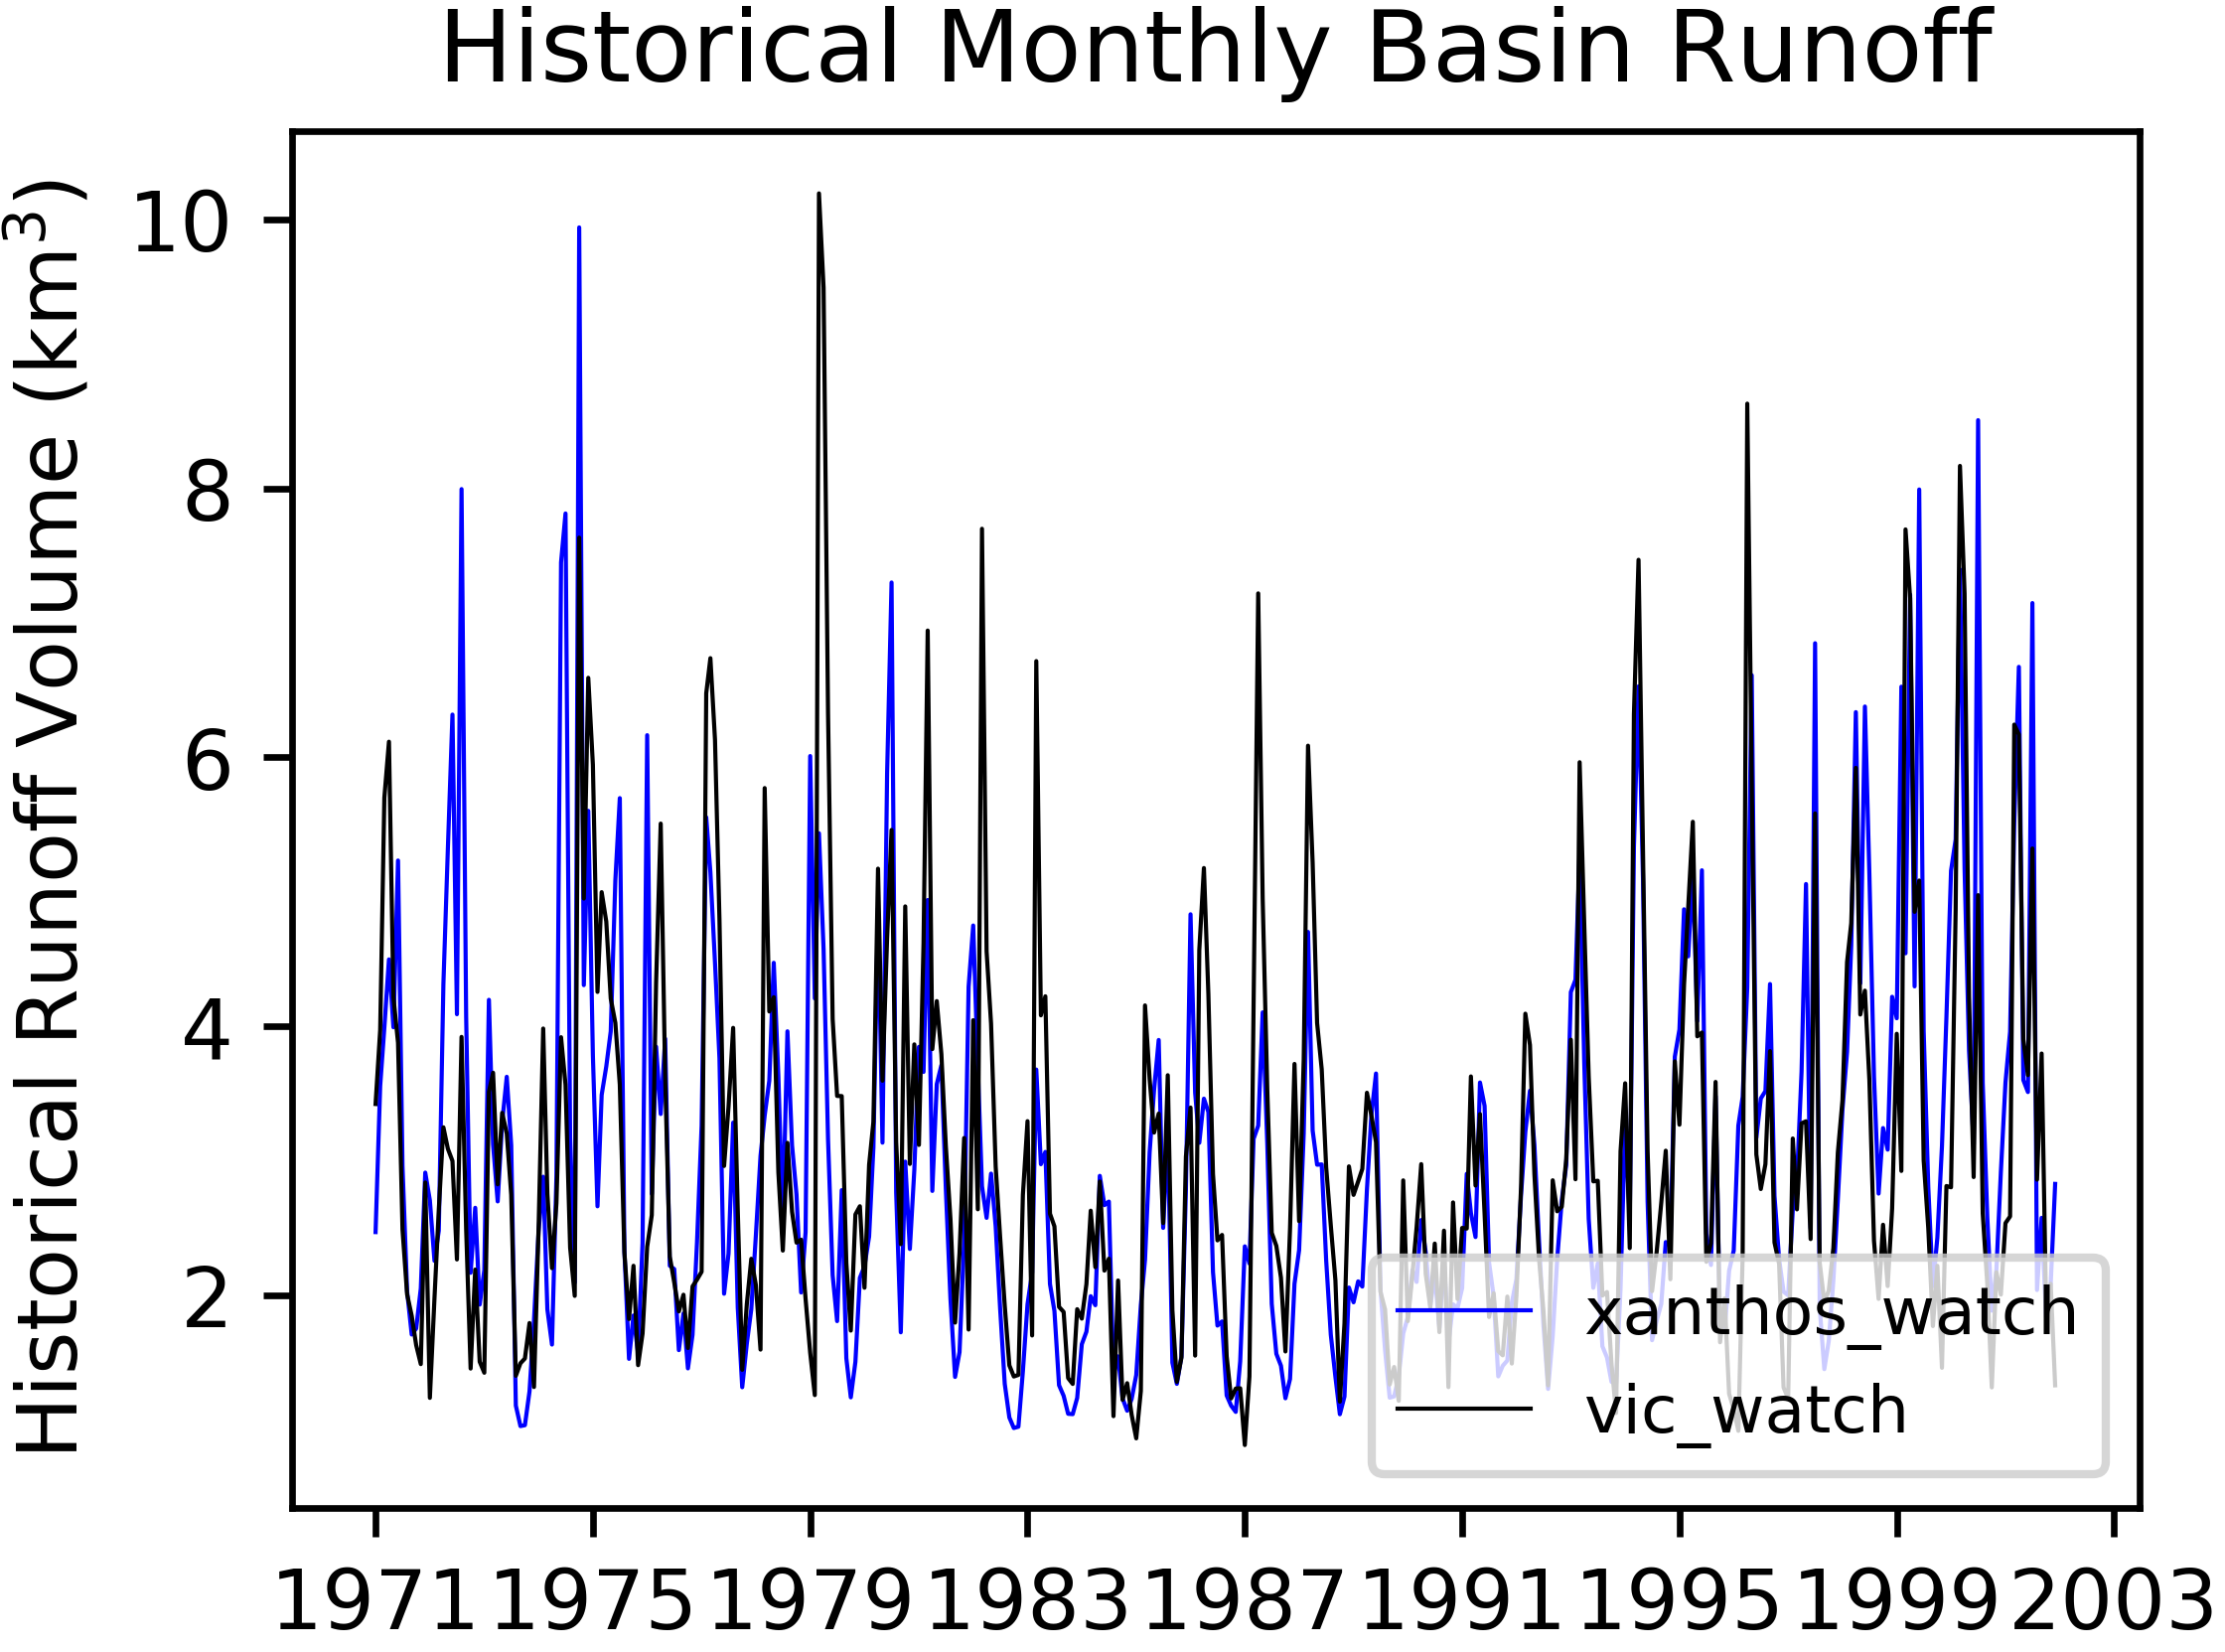 Historical Monthly Basin Runoff
Historical Runoff Volume (km³)
10
8
6
4
2
1971 1975 1979 1983 1987 1991 1995 1999 2003
xanthos_watch
vic_watch